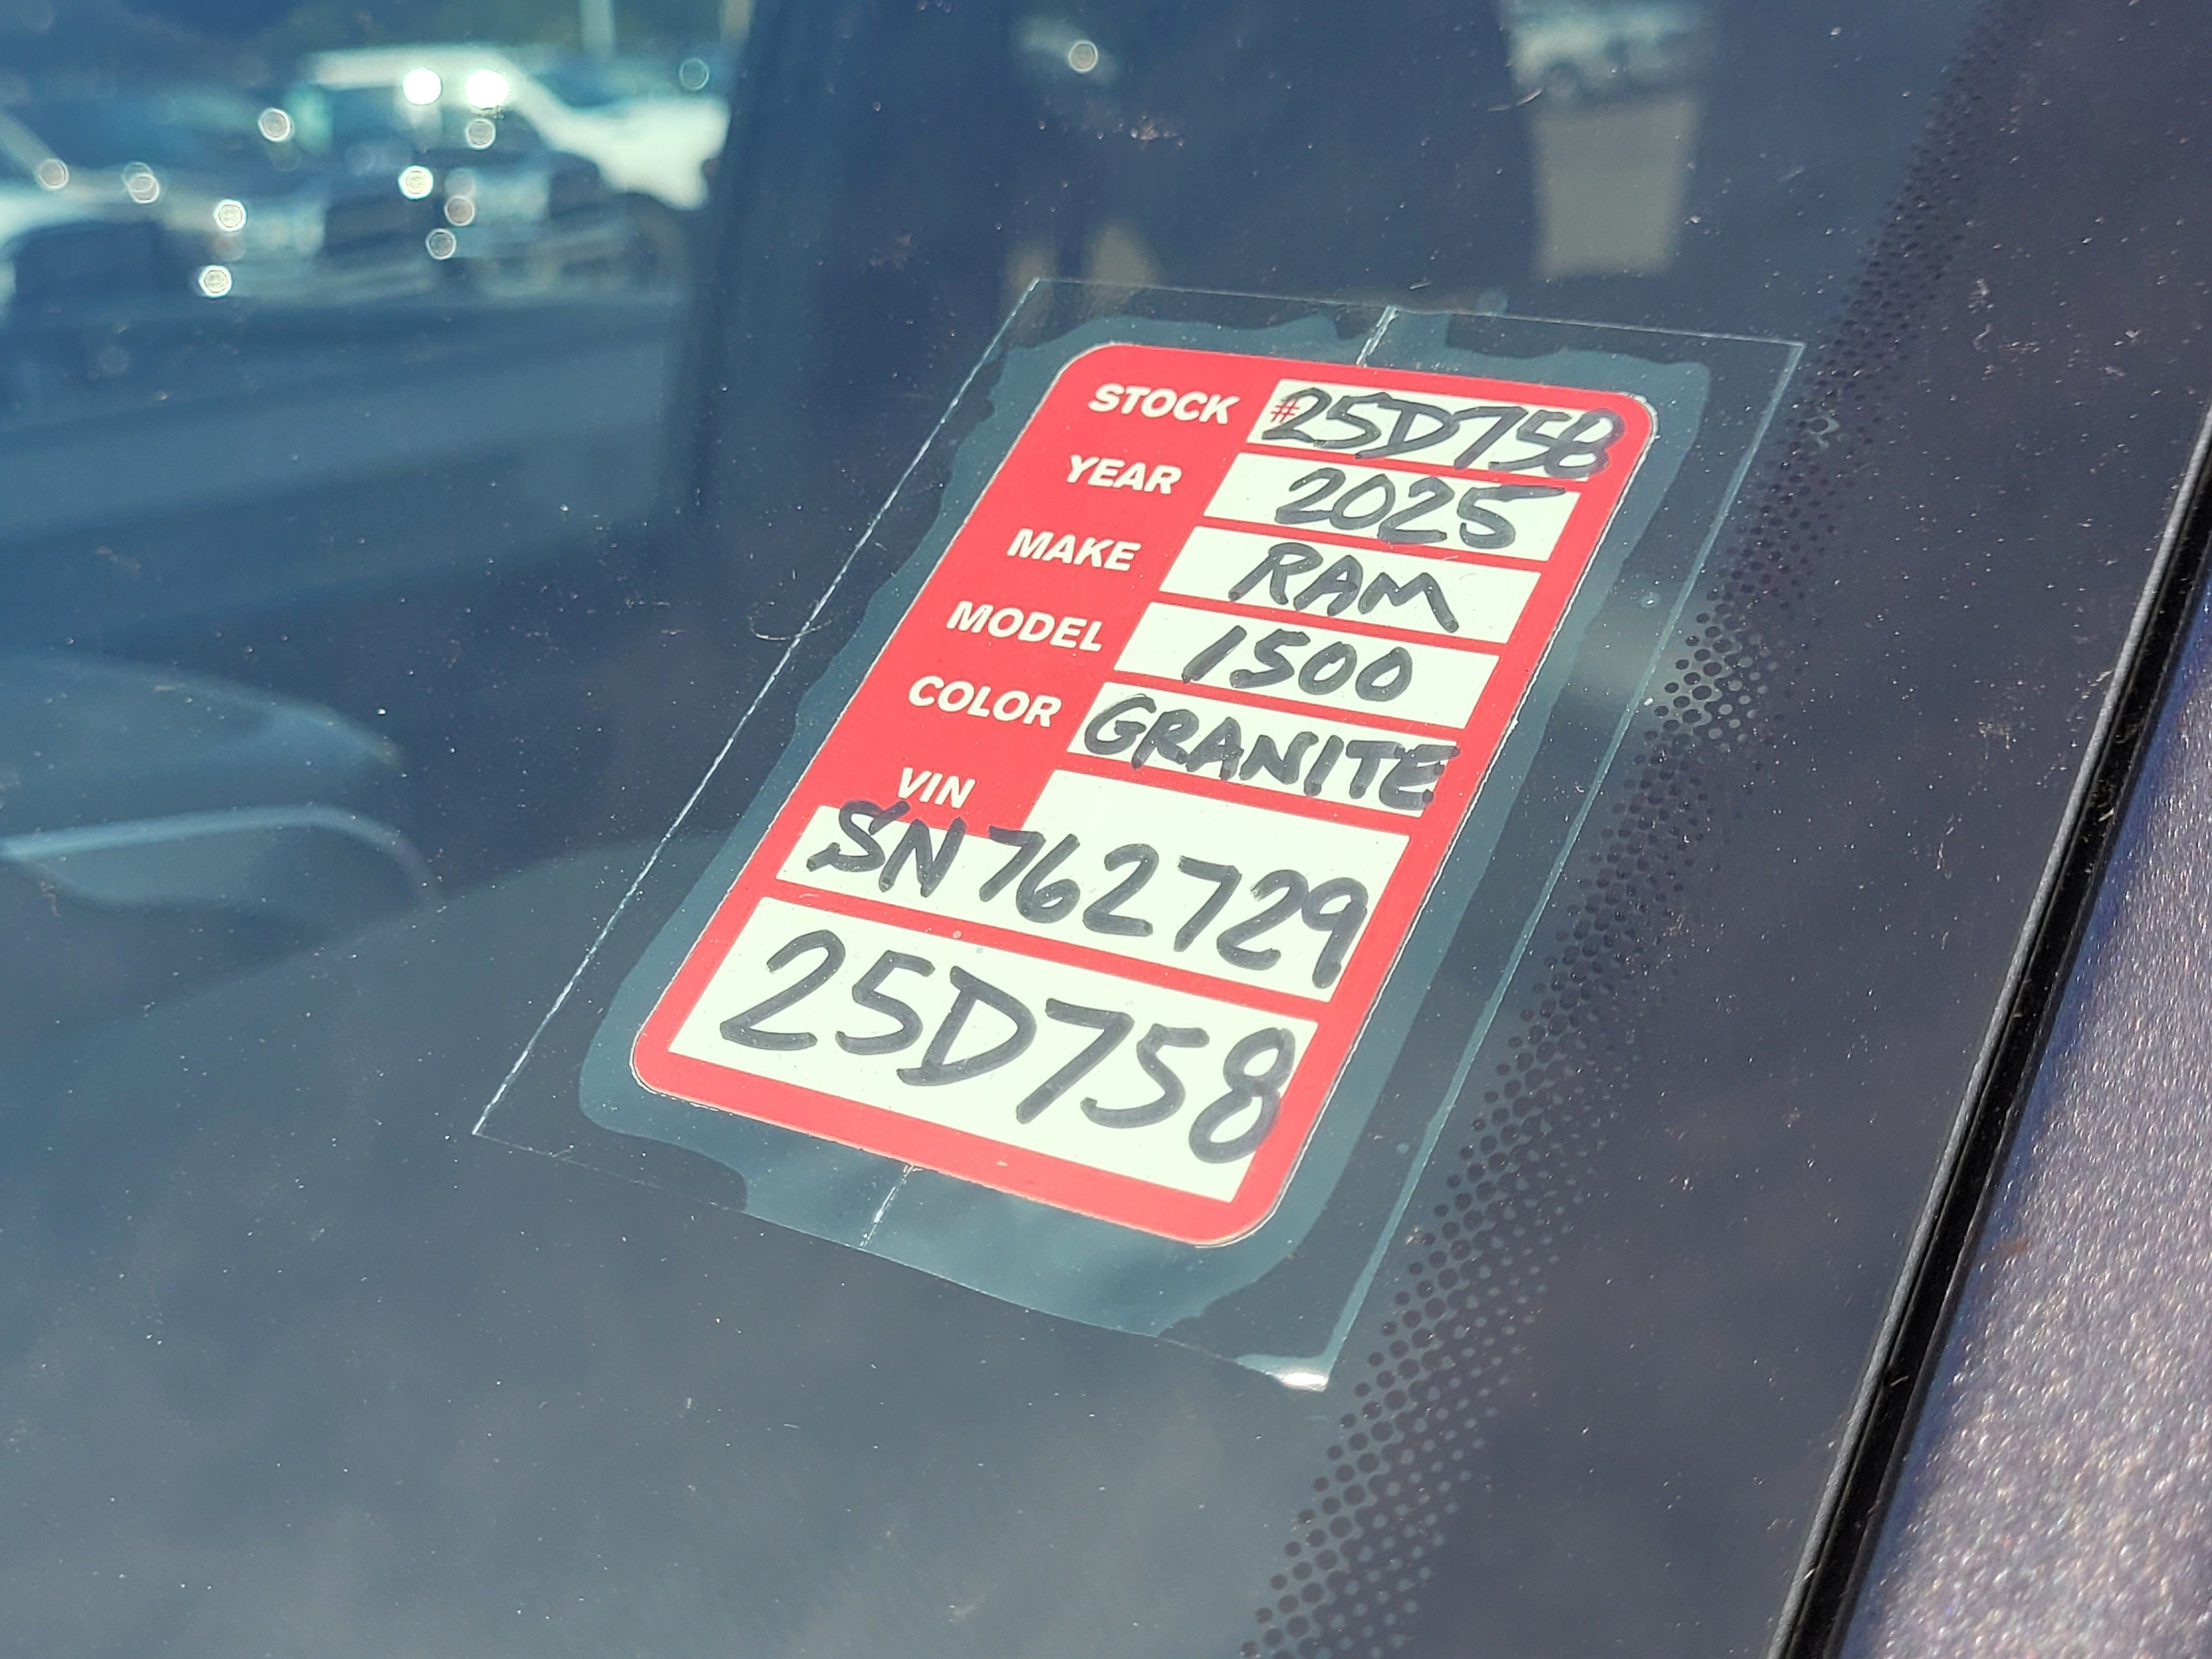 STOCK #25D758
YEAR 2025
MAKE RAM
MODEL 1500
COLOR GRANITE
VIN
SN762729
25D758